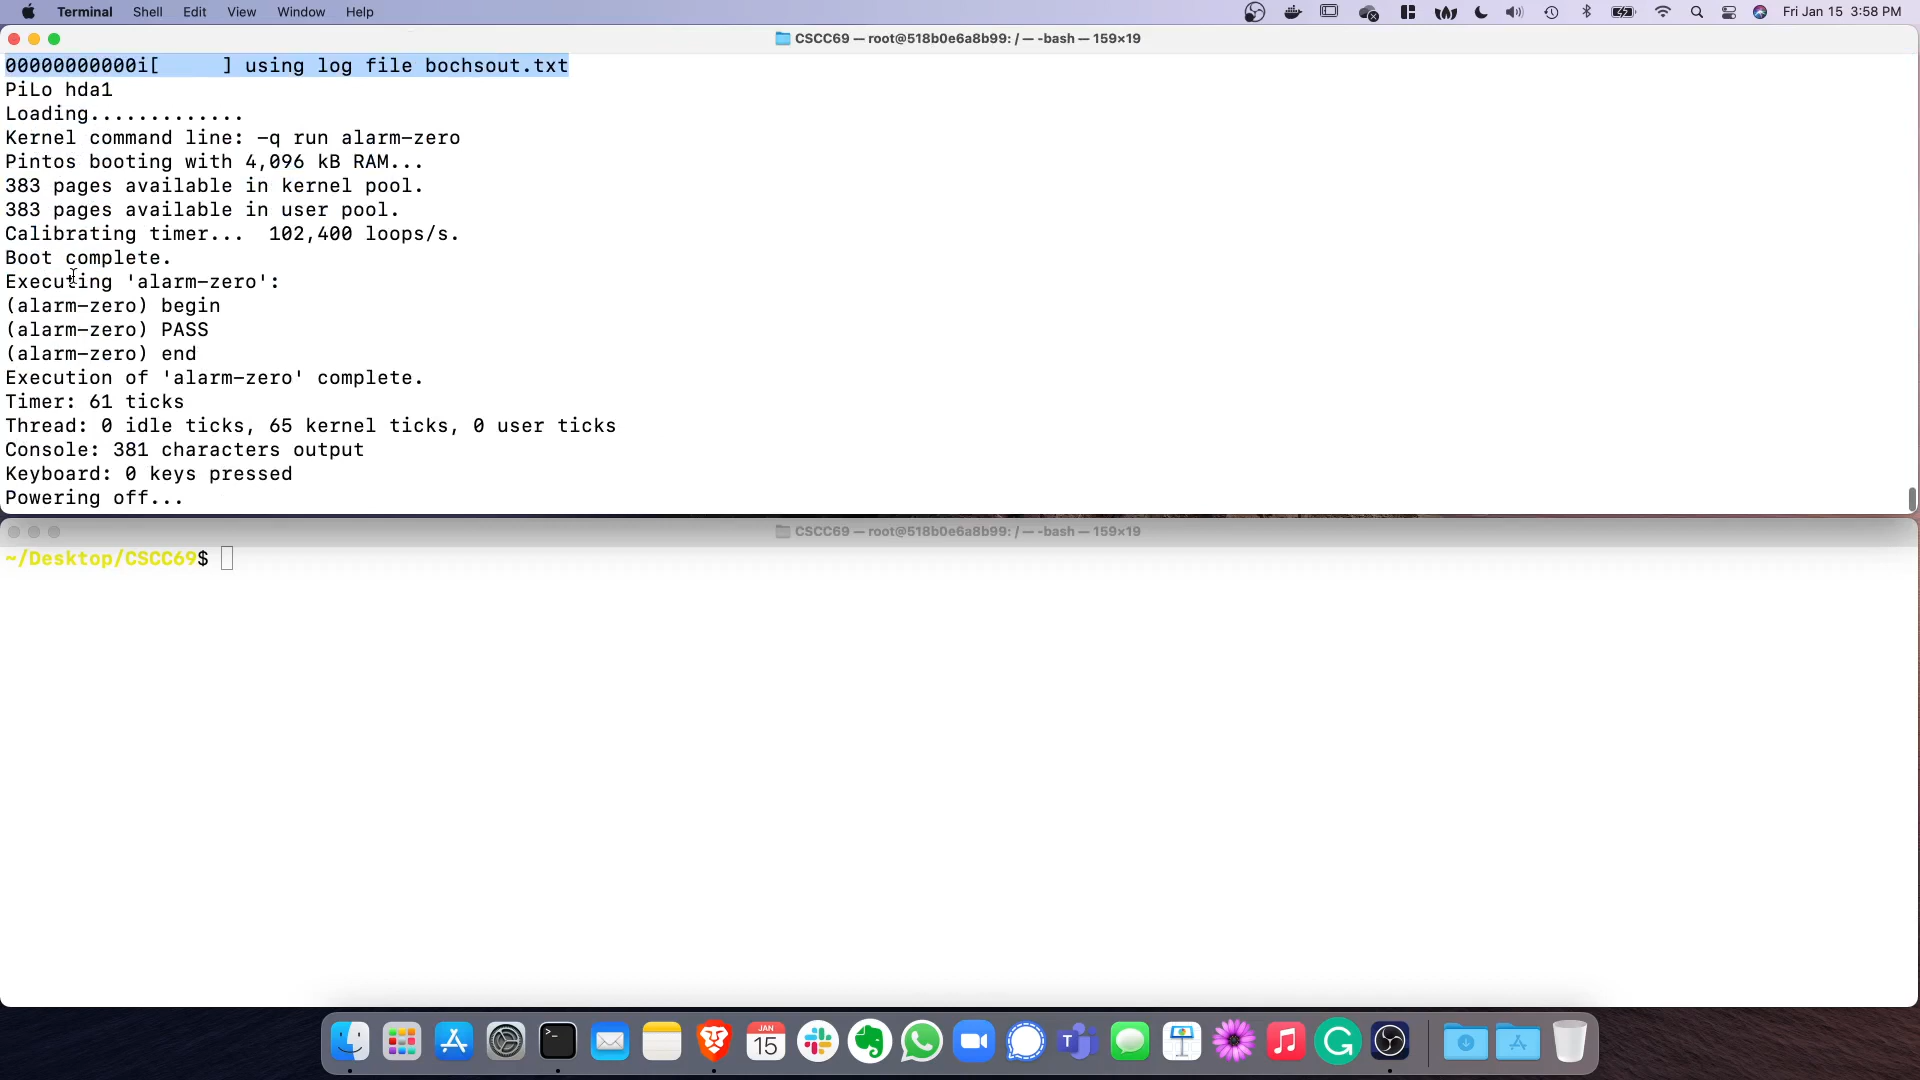 Terminal Shell Edit View Window Help Fri Jan 15 3:58 PM
CSCC69 — root@518b0e6a8b99: / — -bash — 159×19
00000000000i[      ] using log file bochsout.txt
PiLo hda1
Loading.............
Kernel command line: -q run alarm-zero
Pintos booting with 4,096 kB RAM...
383 pages available in kernel pool.
383 pages available in user pool.
Calibrating timer...  102,400 loops/s.
Boot complete.
Executing 'alarm-zero':
(alarm-zero) begin
(alarm-zero) PASS
(alarm-zero) end
Execution of 'alarm-zero' complete.
Timer: 61 ticks
Thread: 0 idle ticks, 65 kernel ticks, 0 user ticks
Console: 381 characters output
Keyboard: 0 keys pressed
Powering off...
CSCC69 — root@518b0e6a8b99: / — -bash — 159×19
~/Desktop/CSCC69$
JAN
15